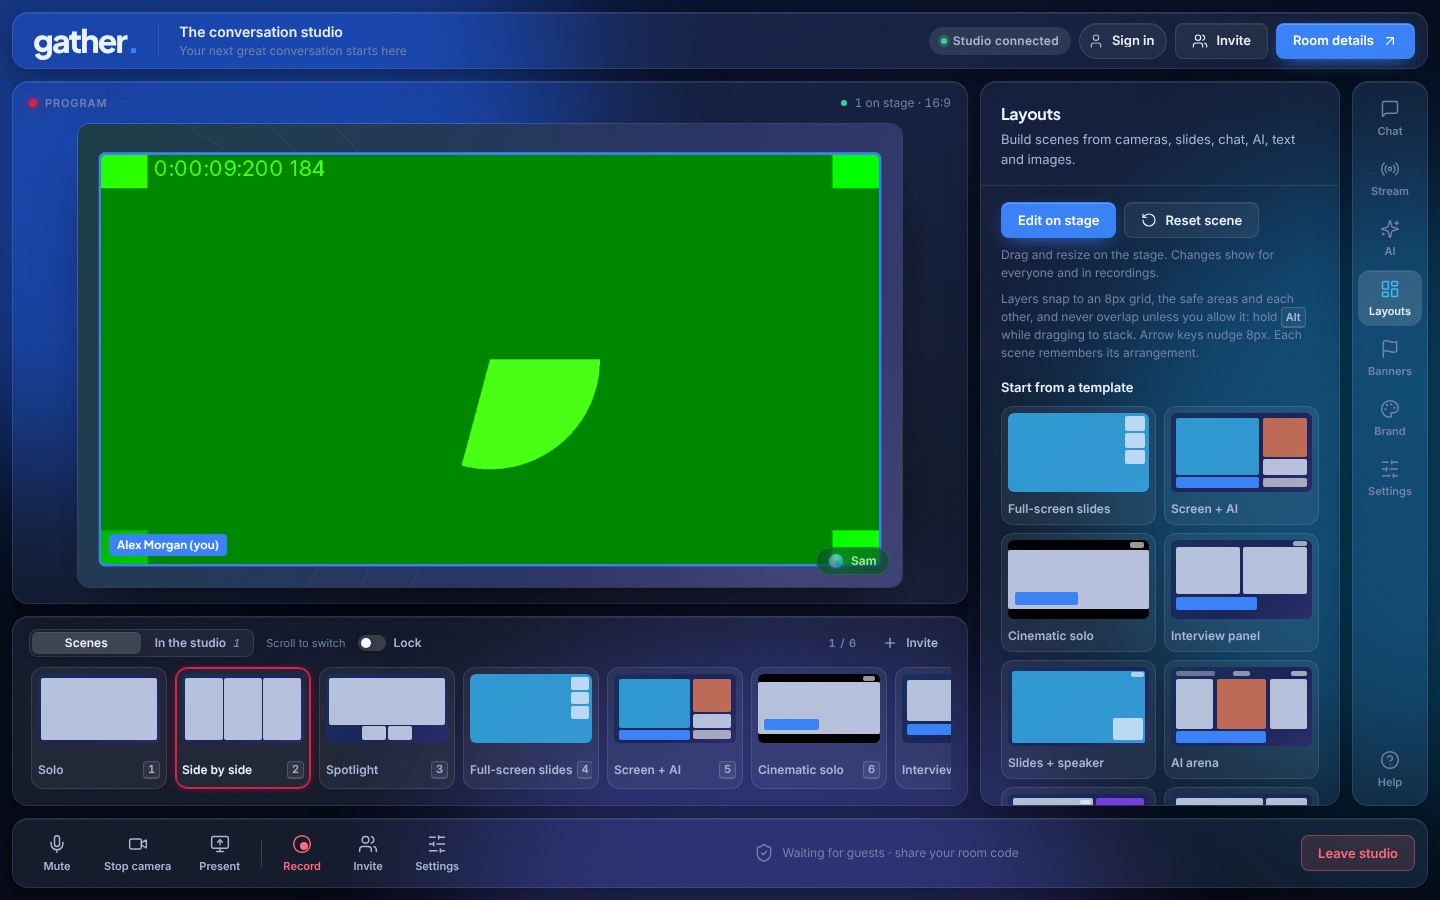 gather.
The conversation studio
Your next great conversation starts here
Studio connected
Sign in
Invite
Room details
PROGRAM
1 on stage · 16:9
0:00:09:200 184
Alex Morgan (you)
Sam
Layouts
Build scenes from cameras, slides, chat, AI, text
and images.
Edit on stage
Reset scene
Drag and resize on the stage. Changes show for
everyone and in recordings.
Layers snap to an 8px grid, the safe areas and each
other, and never overlap unless you allow it: hold Alt
while dragging to stack. Arrow keys nudge 8px. Each
scene remembers its arrangement.
Start from a template
Full-screen slides
Screen + AI
Cinematic solo
Interview panel
Slides + speaker
AI arena
Chat
Stream
AI
Layouts
Banners
Brand
Settings
Help
Scenes
In the studio 1
Scroll to switch
Lock
1 / 6
Invite
Solo 1
Side by side 2
Spotlight 3
Full-screen slides 4
Screen + AI 5
Cinematic solo 6
Interview
Mute
Stop camera
Present
Record
Invite
Settings
Waiting for guests · share your room code
Leave studio